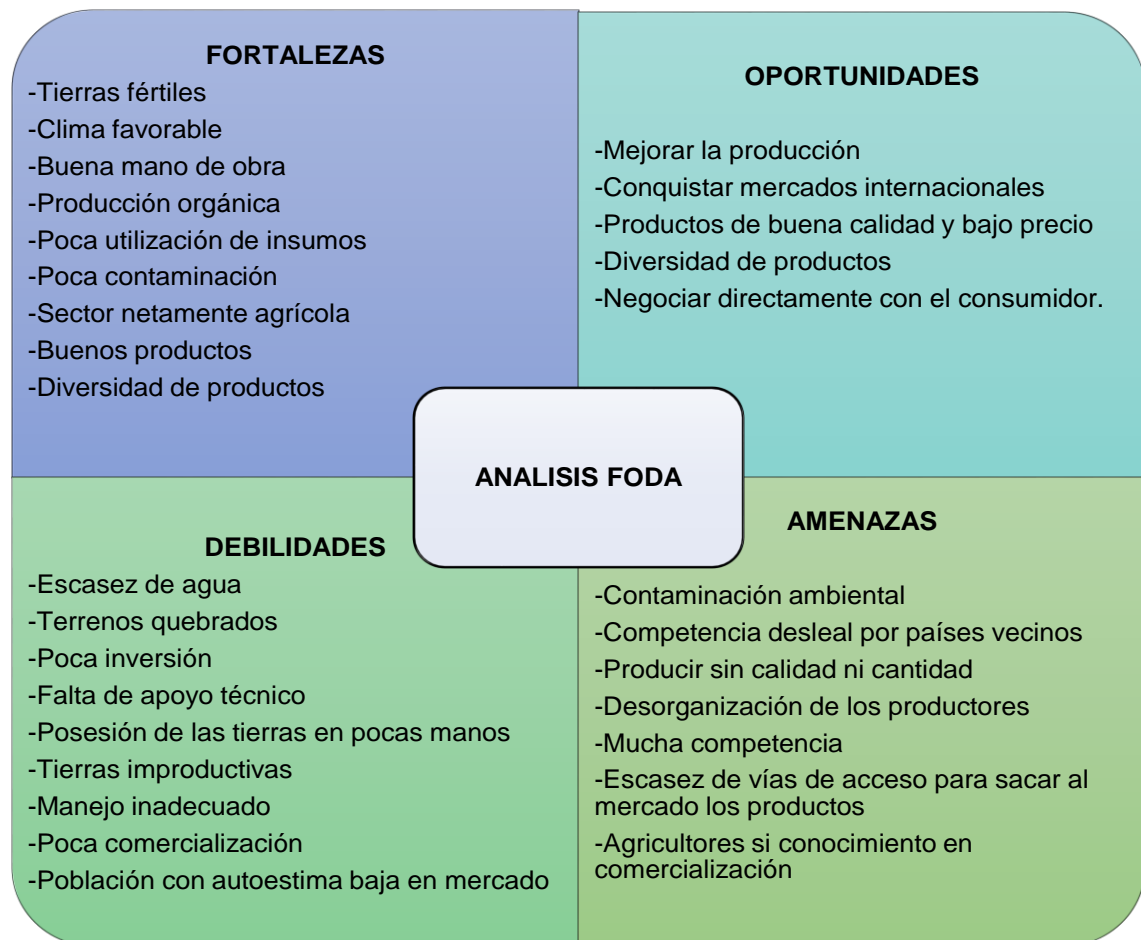 FORTALEZAS
-Tierras fértiles
-Clima favorable
-Buena mano de obra
-Producción orgánica
-Poca utilización de insumos
-Poca contaminación
-Sector netamente agrícola
-Buenos productos
-Diversidad de productos
OPORTUNIDADES
-Mejorar la producción
-Conquistar mercados internacionales
-Productos de buena calidad y bajo precio
-Diversidad de productos
-Negociar directamente con el consumidor.
ANALISIS FODA
DEBILIDADES
-Escasez de agua
-Terrenos quebrados
-Poca inversión
-Falta de apoyo técnico
-Posesión de las tierras en pocas manos
-Tierras improductivas
-Manejo inadecuado
-Poca comercialización
-Población con autoestima baja en mercado
AMENAZAS
-Contaminación ambiental
-Competencia desleal por países vecinos
-Producir sin calidad ni cantidad
-Desorganización de los productores
-Mucha competencia
-Escasez de vías de acceso para sacar al
mercado los productos
-Agricultores si conocimiento en
comercialización